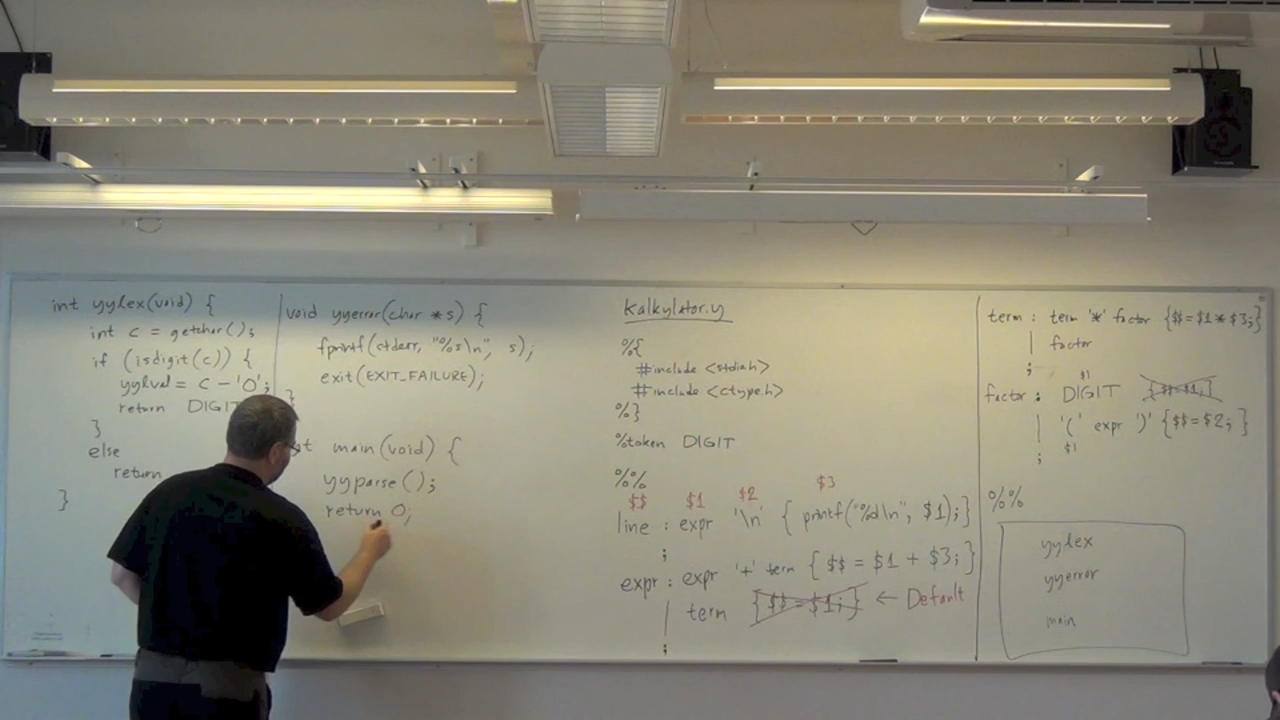 int yylex(void) {
int c = getchar();
if (isdigit(c)) {
yylval = c - '0';
return DIGIT
}
else
return
}
void yyerror(char *s) {
fprintf(stderr, "%s\n", s);
exit(EXIT_FAILURE);
}
main(void) {
yyparse();
return 0;
Kalkylator.y
%{
#include <stdio.h>
#include <ctype.h>
%}
%token DIGIT
%%
$$ $1 $2 $3
line : expr '\n' { printf("%d\n", $1);}
;
expr : expr '+' term { $$ = $1 + $3; }
| term { $$ = $1; } ← Default
;
term : term '*' factor {$$=$1*$3;}
| factor
;
$1
factor : DIGIT {$$=$1;}
| '(' expr ')' {$$=$2;}
$1
;
%%
yylex
yyerror
main